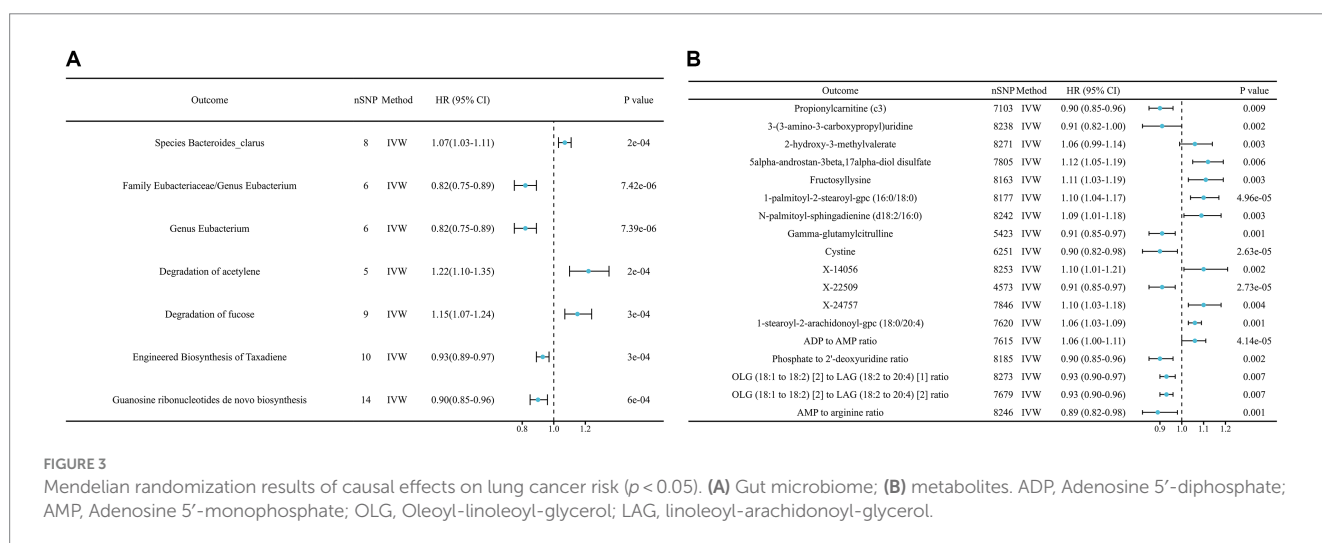 A
Outcome nSNP Method HR (95% CI) P value
Species Bacteroides_clarus 8 IVW 1.07(1.03-1.11) 2e-04
Family Eubacteriaceae/Genus Eubacterium 6 IVW 0.82(0.75-0.89) 7.42e-06
Genus Eubacterium 6 IVW 0.82(0.75-0.89) 7.39e-06
Degradation of acetylene 5 IVW 1.22(1.10-1.35) 2e-04
Degradation of fucose 9 IVW 1.15(1.07-1.24) 3e-04
Engineered Biosynthesis of Taxadiene 10 IVW 0.93(0.89-0.97) 3e-04
Guanosine ribonucleotides de novo biosynthesis 14 IVW 0.90(0.85-0.96) 6e-04
0.8 1.0 1.2
B
Outcome nSNP Method HR (95% CI) P value
Propionylcarnitine (c3) 7103 IVW 0.90 (0.85-0.96) 0.009
3-(3-amino-3-carboxypropyl)uridine 8238 IVW 0.91 (0.82-1.00) 0.002
2-hydroxy-3-methylvalerate 8271 IVW 1.06 (0.99-1.14) 0.003
5alpha-androstan-3beta,17alpha-diol disulfate 7805 IVW 1.12 (1.05-1.19) 0.006
Fructosyllysine 8163 IVW 1.11 (1.03-1.19) 0.003
1-palmitoyl-2-stearoyl-gpc (16:0/18:0) 8177 IVW 1.10 (1.04-1.17) 4.96e-05
N-palmitoyl-sphingadienine (d18:2/16:0) 8242 IVW 1.09 (1.01-1.18) 0.003
Gamma-glutamylcitrulline 5423 IVW 0.91 (0.85-0.97) 0.001
Cystine 6251 IVW 0.90 (0.82-0.98) 2.63e-05
X-14056 8253 IVW 1.10 (1.01-1.21) 0.002
X-22509 4573 IVW 0.91 (0.85-0.97) 2.73e-05
X-24757 7846 IVW 1.10 (1.03-1.18) 0.004
1-stearoyl-2-arachidonoyl-gpc (18:0/20:4) 7620 IVW 1.06 (1.03-1.09) 0.001
ADP to AMP ratio 7615 IVW 1.06 (1.00-1.11) 4.14e-05
Phosphate to 2'-deoxyuridine ratio 8185 IVW 0.90 (0.85-0.96) 0.002
OLG (18:1 to 18:2) [2] to LAG (18:2 to 20:4) [1] ratio 8273 IVW 0.93 (0.90-0.97) 0.007
OLG (18:1 to 18:2) [2] to LAG (18:2 to 20:4) [2] ratio 7679 IVW 0.93 (0.90-0.96) 0.007
AMP to arginine ratio 8246 IVW 0.89 (0.82-0.98) 0.001
0.9 1.0 1.1 1.2
FIGURE 3
Mendelian randomization results of causal effects on lung cancer risk (p < 0.05). (A) Gut microbiome; (B) metabolites. ADP, Adenosine 5′-diphosphate;
AMP, Adenosine 5′-monophosphate; OLG, Oleoyl-linoleoyl-glycerol; LAG, linoleoyl-arachidonoyl-glycerol.